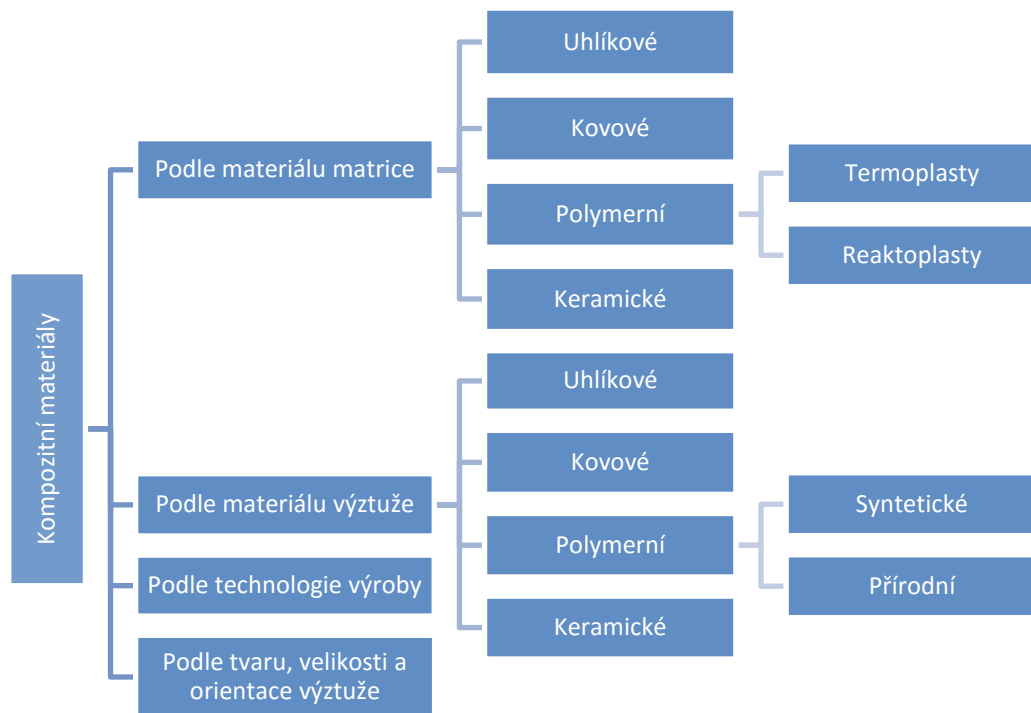 Kompozitní materiály
Podle materiálu matrice
Uhlíkové
Kovové
Polymerní
Termoplasty
Reaktoplasty
Keramické
Podle materiálu výztuže
Uhlíkové
Kovové
Polymerní
Syntetické
Přírodní
Keramické
Podle technologie výroby
Podle tvaru, velikosti a
orientace výztuže